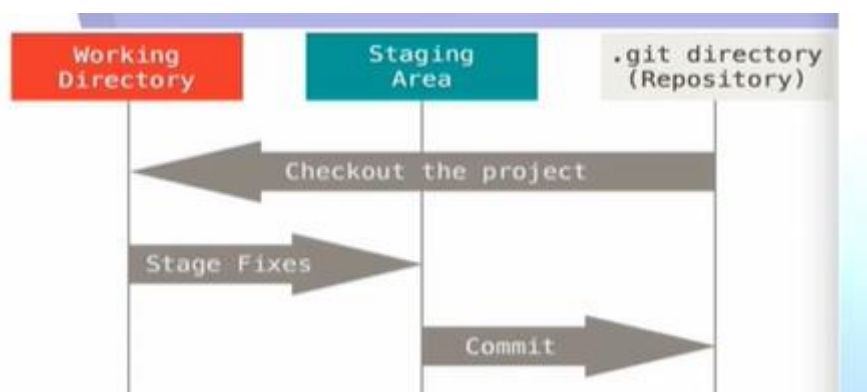 Working
Directory
Staging
Area
.git directory
(Repository)
Checkout the project
Stage Fixes
Commit